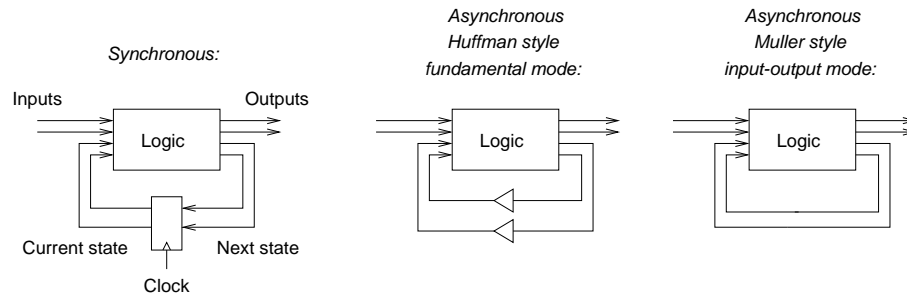 Synchronous:
Inputs
Outputs
Logic
Current state
Next state
Clock
Asynchronous
Huffman style
fundamental mode:
Logic
Asynchronous
Muller style
input-output mode:
Logic